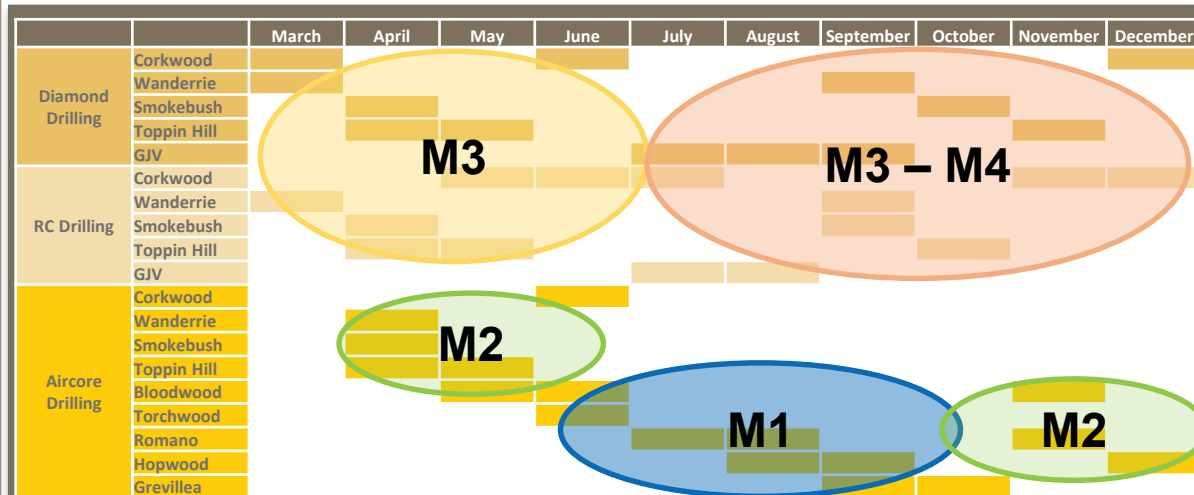 March April May June July August September October November December
Diamond Drilling
Corkwood
Wanderrie
Smokebush
Toppin Hill
GJV
M3
M3 – M4
RC Drilling
Corkwood
Wanderrie
Smokebush
Toppin Hill
GJV
Aircore Drilling
Corkwood
Wanderrie
Smokebush
Toppin Hill
Bloodwood
Torchwood
Romano
Hopwood
Grevillea
M2
M1
M2